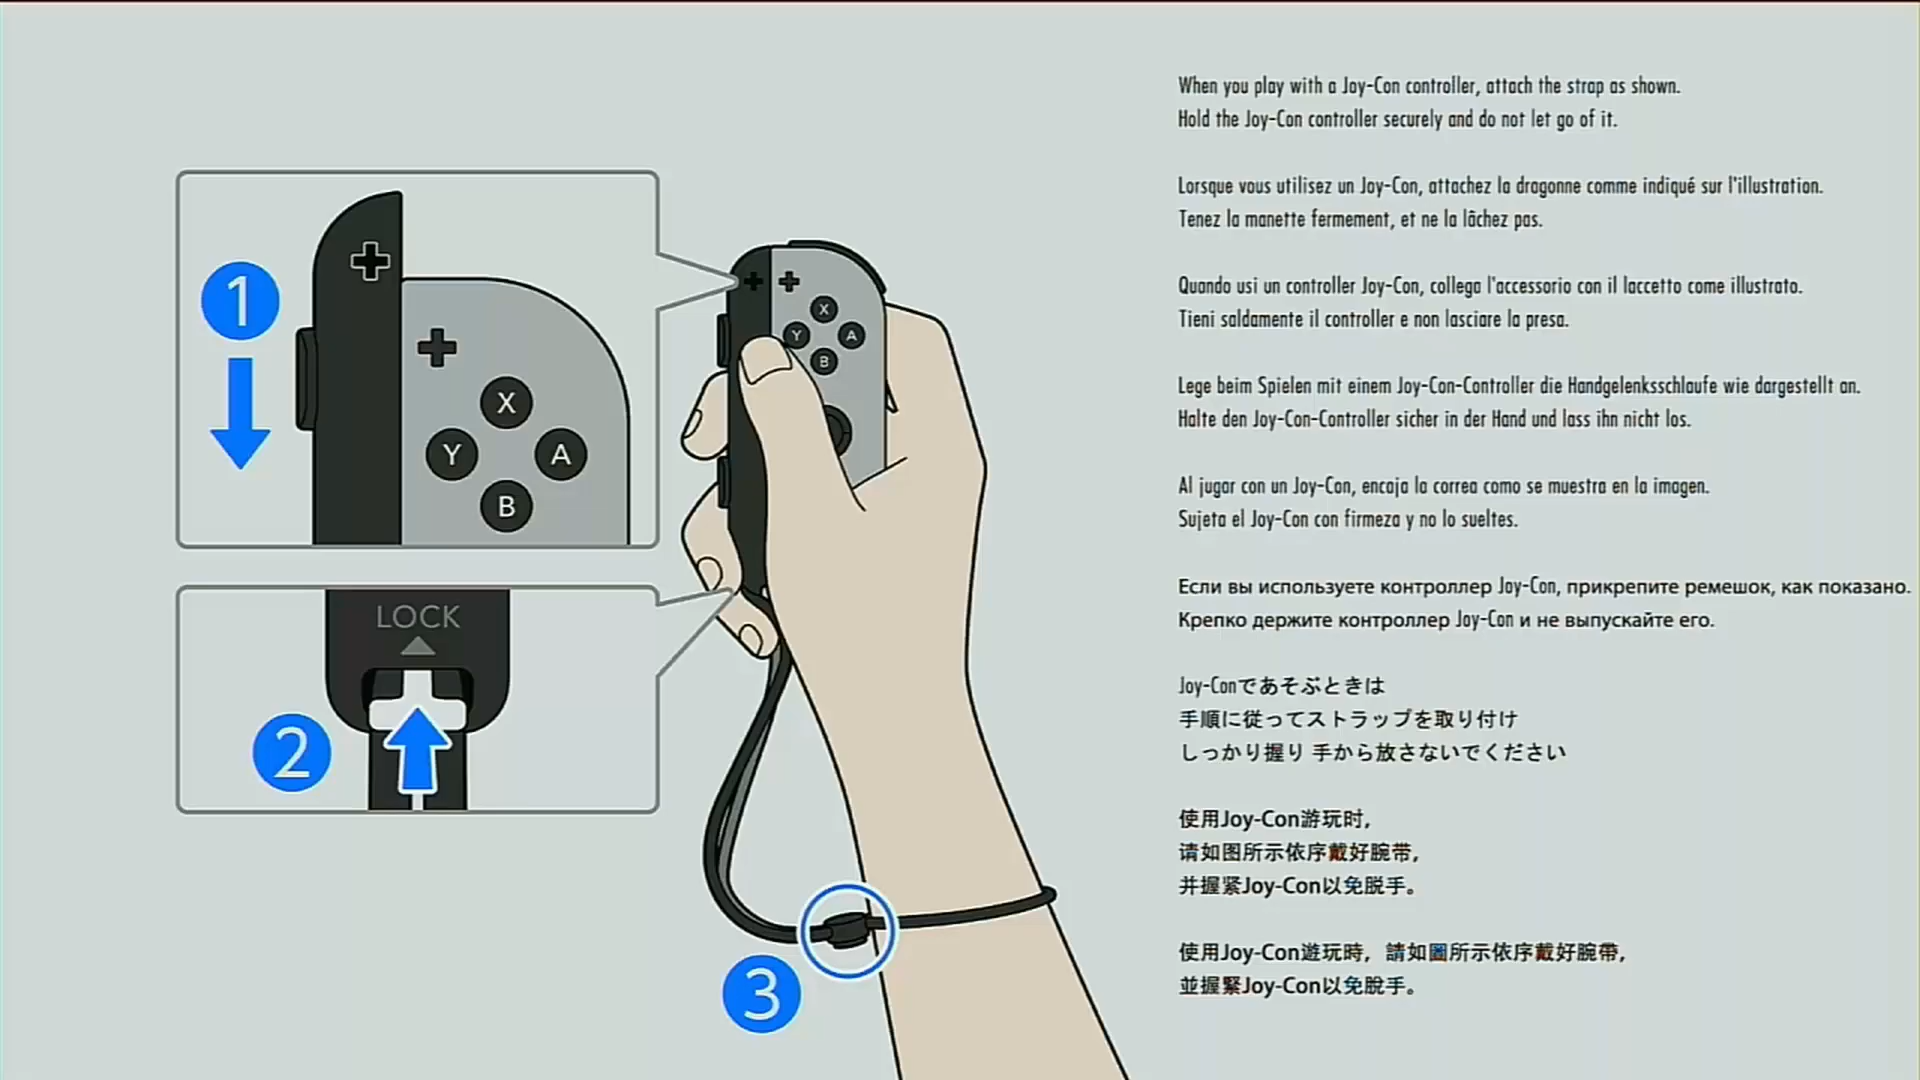 When you play with a Joy-Con controller, attach the strap as shown.
Hold the Joy-Con controller securely and do not let go of it.
Lorsque vous utilisez un Joy-Con, attachez la dragonne comme indiqué sur l'illustration.
Tenez la manette fermement, et ne la lâchez pas.
Quando usi un controller Joy-Con, collega l'accessorio con il laccetto come illustrato.
Tieni saldamente il controller e non lasciare la presa.
Lege beim Spielen mit einem Joy-Con-Controller die Handgelenksschlaufe wie dargestellt an.
Halte den Joy-Con-Controller sicher in der Hand und lass ihn nicht los.
Al jugar con un Joy-Con, encaja la correa como se muestra en la imagen.
Sujeta el Joy-Con con firmeza y no lo sueltes.
Если вы используете контроллер Joy-Con, прикрепите ремешок, как показано.
Крепко держите контроллер Joy-Con и не выпускайте его.
Joy-Conであそぶときは
手順に従ってストラップを取り付け
しっかり握り 手から放さないでください
使用Joy-Con游玩时,
请如图所示依序戴好腕带,
并握紧Joy-Con以免脱手。
使用Joy-Con遊玩時, 請如圖所示依序戴好腕帶,
並握緊Joy-Con以免脫手。
1
X
Y A
B
LOCK
2
X
Y A
B
3